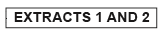 EXTRACTS 1 AND 2